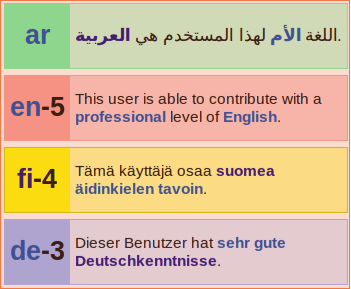 ar
اللغة الأم لهذا المستخدم هي العربية.
en-5
This user is able to contribute with a
professional level of English.
fi-4
Tämä käyttäjä osaa suomea
äidinkielen tavoin.
de-3
Dieser Benutzer hat sehr gute
Deutschkenntnisse.